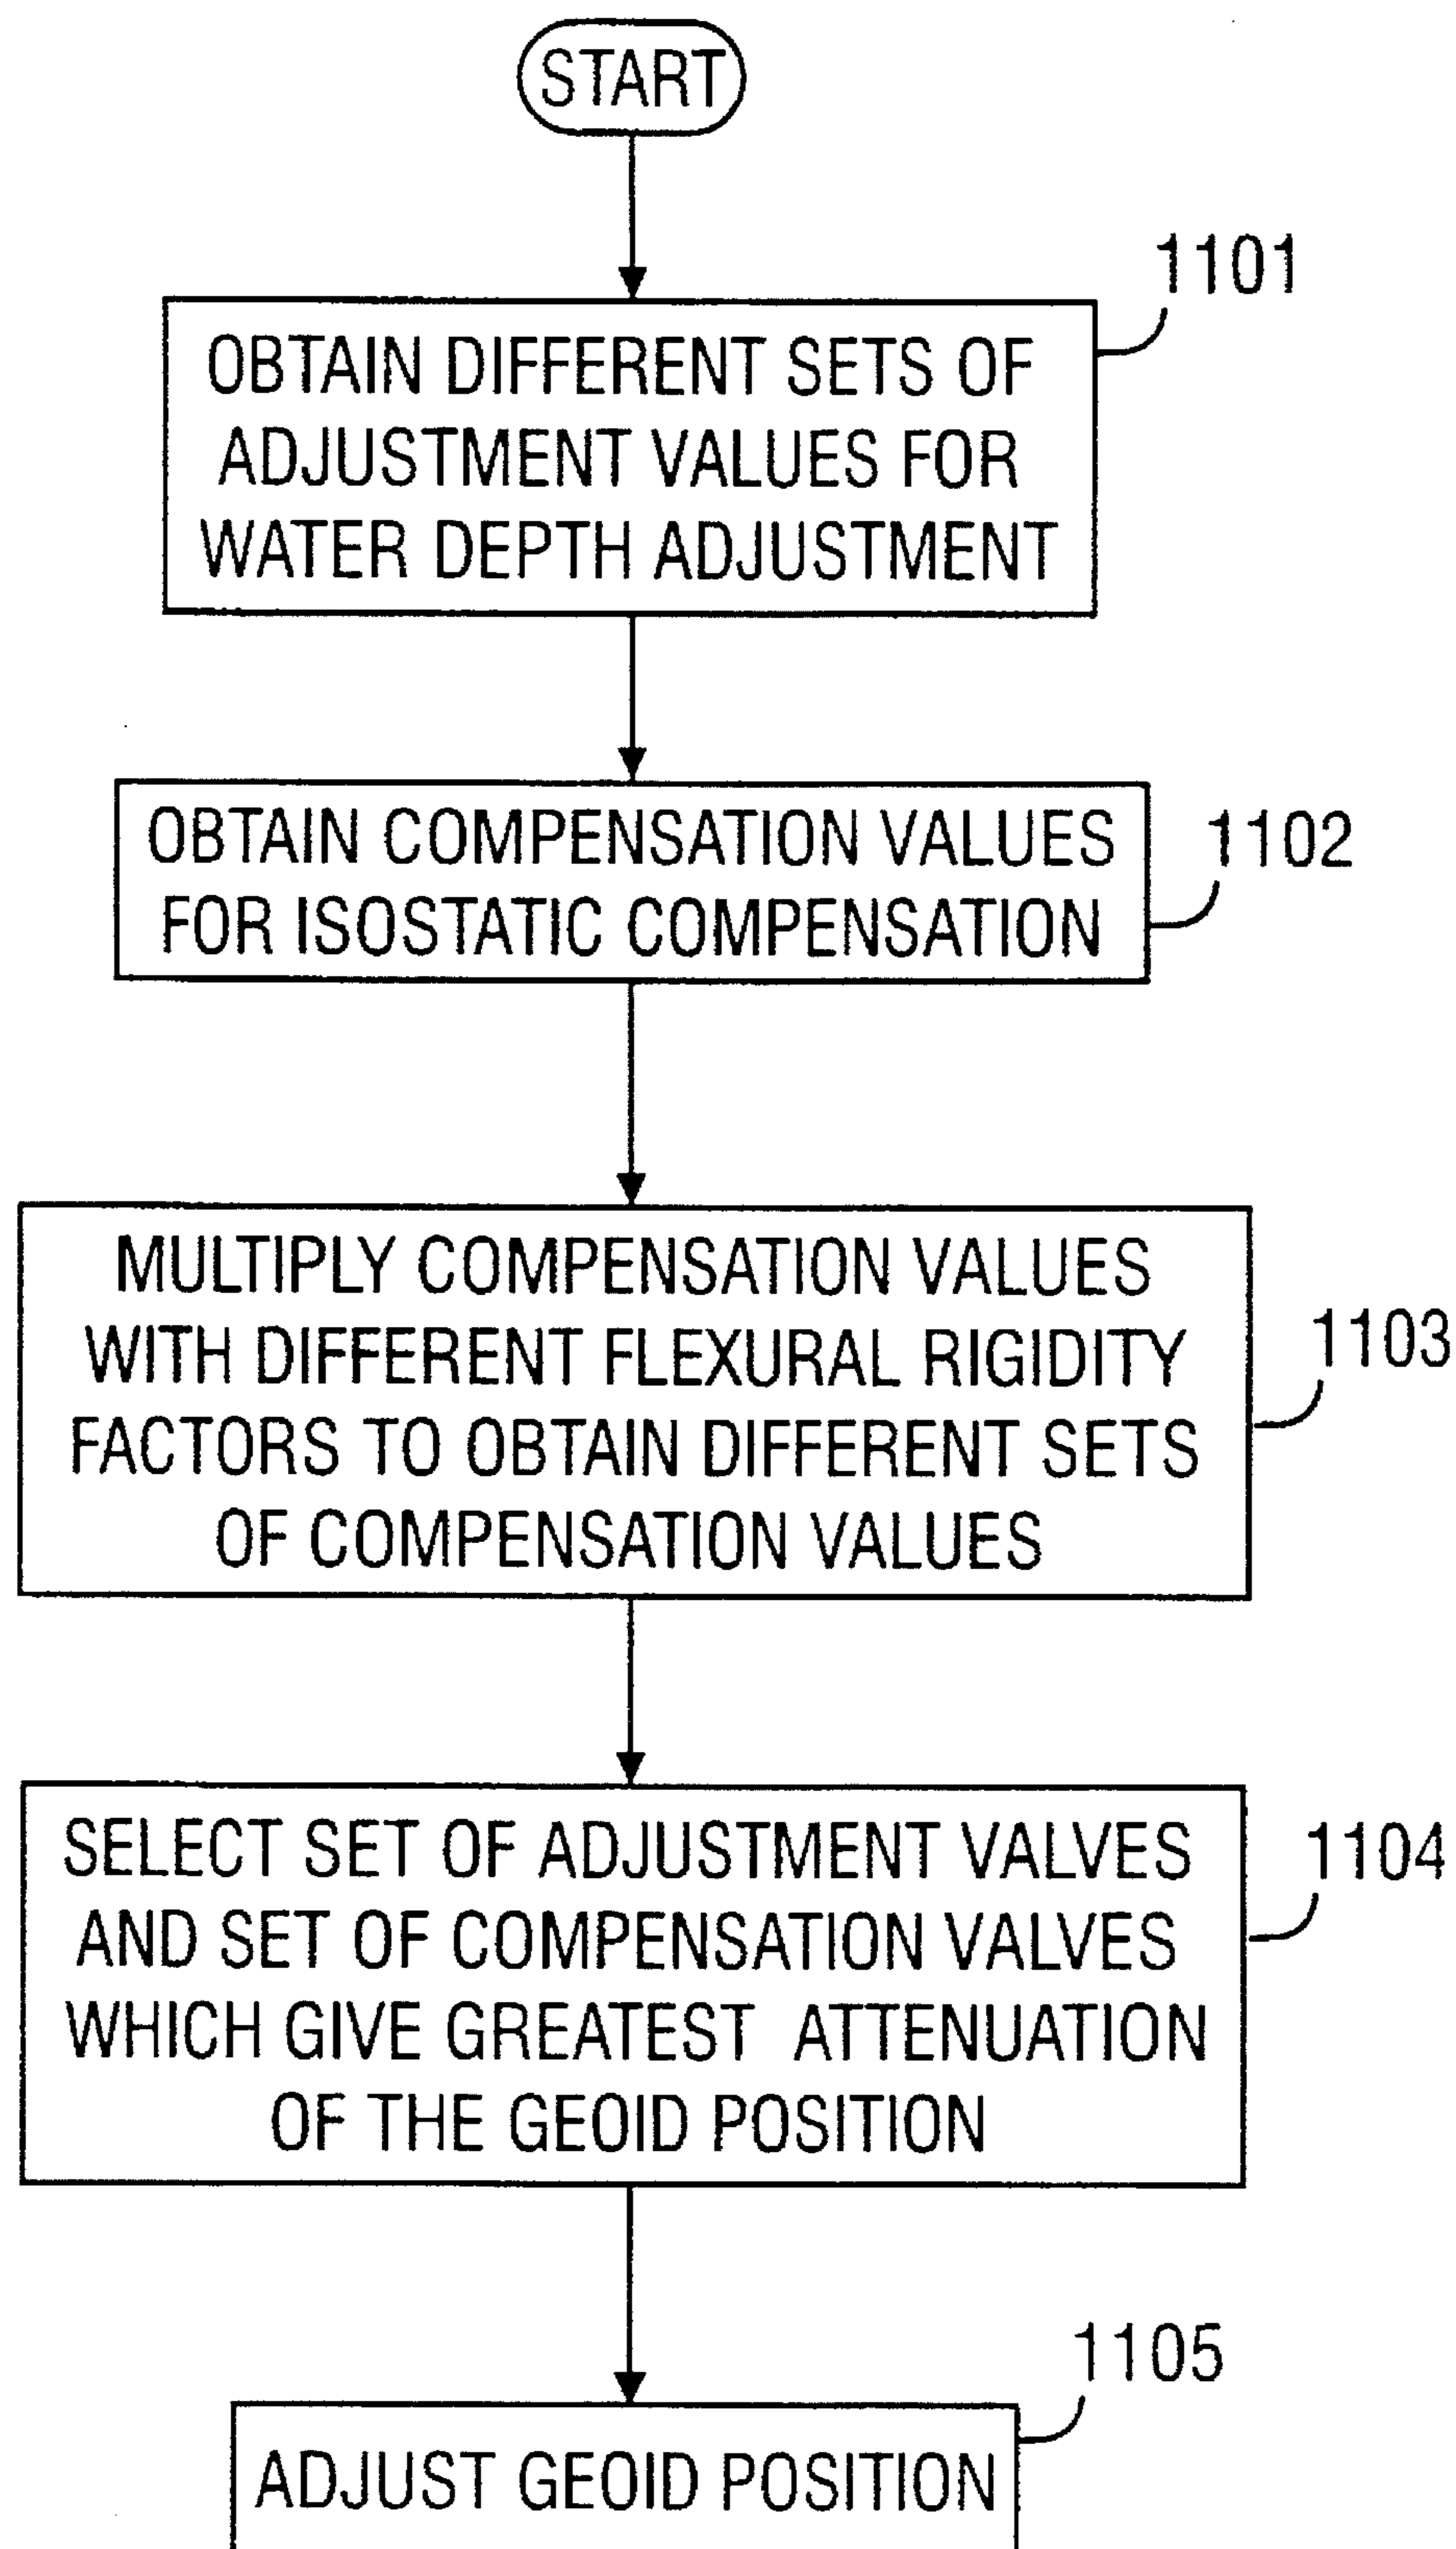 START
1101
OBTAIN DIFFERENT SETS OF
ADJUSTMENT VALUES FOR
WATER DEPTH ADJUSTMENT
1102
OBTAIN COMPENSATION VALUES
FOR ISOSTATIC COMPENSATION
1103
MULTIPLY COMPENSATION VALUES
WITH DIFFERENT FLEXURAL RIGIDITY
FACTORS TO OBTAIN DIFFERENT SETS
OF COMPENSATION VALUES
1104
SELECT SET OF ADJUSTMENT VALVES
AND SET OF COMPENSATION VALVES
WHICH GIVE GREATEST ATTENUATION
OF THE GEOID POSITION
1105
ADJUST GEOID POSITION